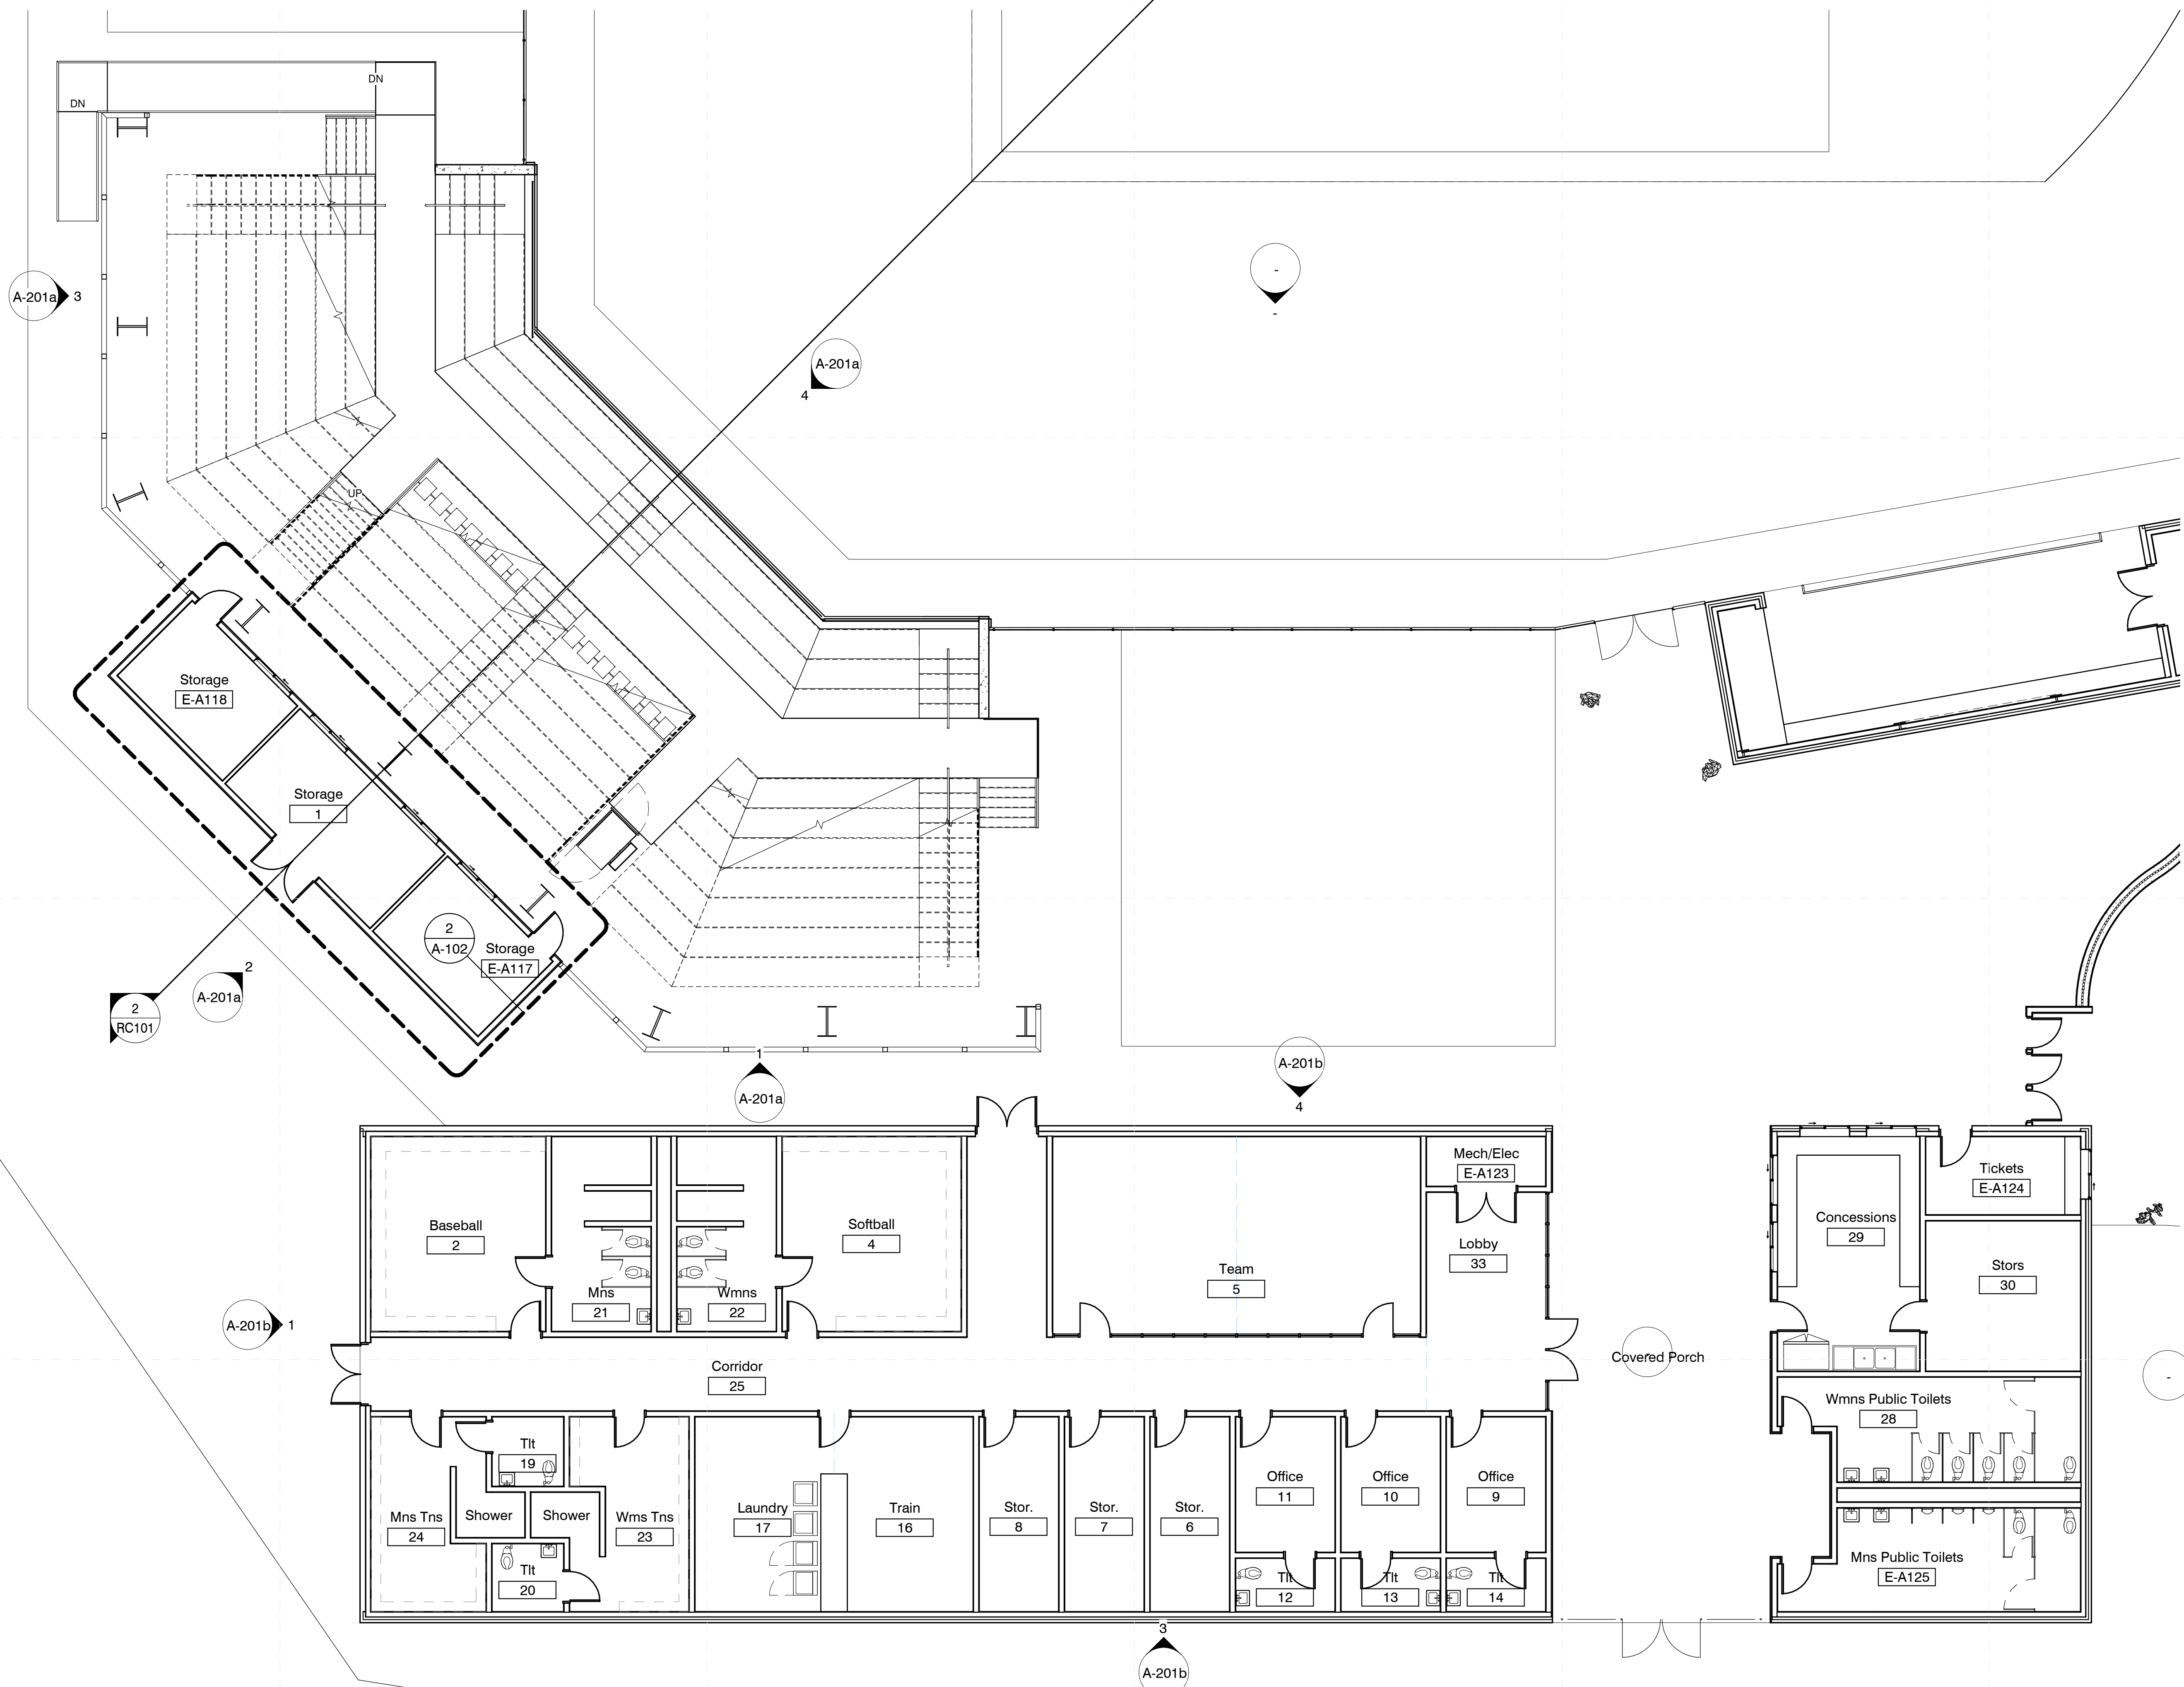 DN
DN
A-201a
3
-
-
A-201a
4
UP
Storage
E-A118
Storage
1
2
A-102
Storage
E-A117
2
A-201a
2
RC101
1
A-201a
A-201b
4
Mech/Elec
E-A123
Tickets
E-A124
Baseball
2
Softball
4
Concessions
29
Lobby
33
Team
5
Stors
30
Mns
21
Wmns
22
A-201b
1
Covered Porch
-
-
Corridor
25
Wmns Public Toilets
28
Tlt
19
Office
11
Office
10
Office
9
Mns Tns
24
Shower
Shower
Wms Tns
23
Laundry
17
Train
16
Stor.
8
Stor.
7
Stor.
6
Mns Public Toilets
E-A125
Tlt
20
Tlt
12
Tlt
13
Tlt
14
3
A-201b